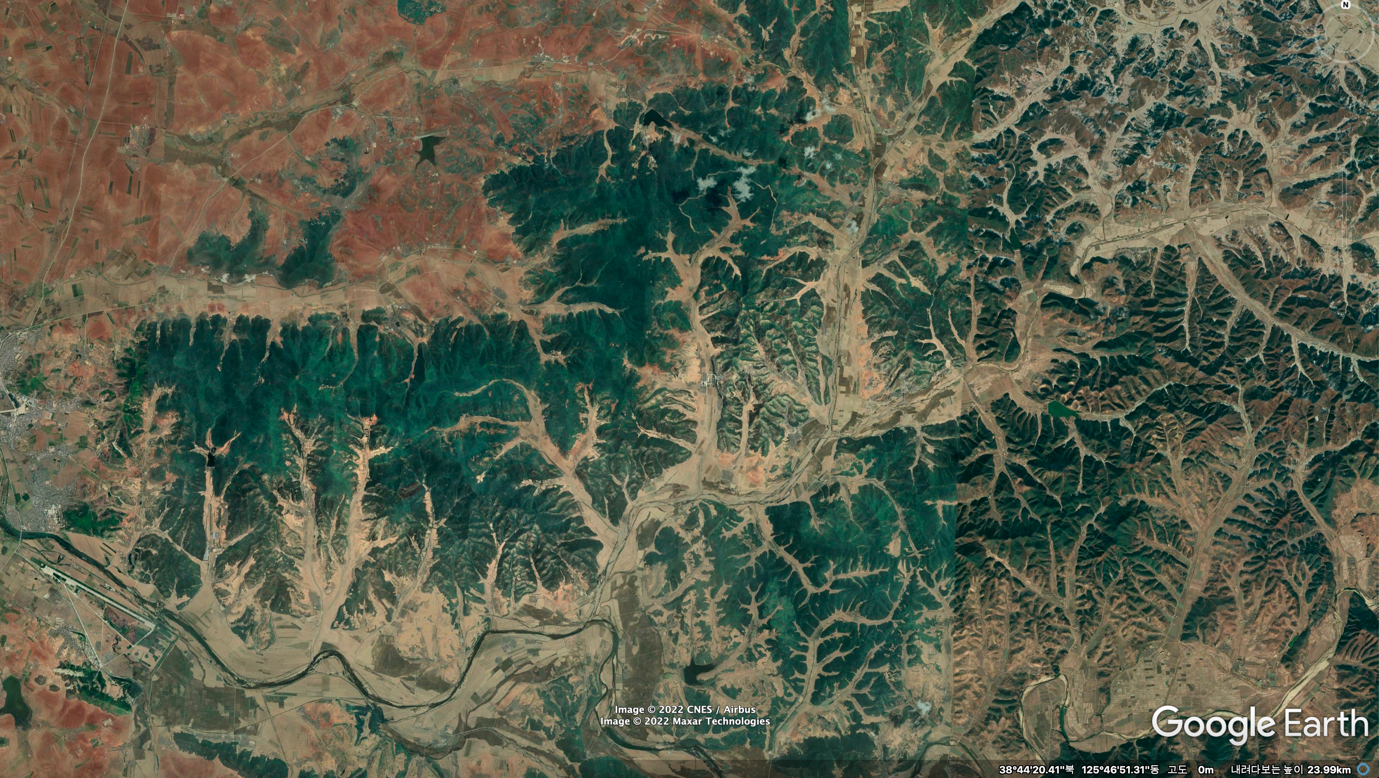 N
Image © 2022 CNES / Airbus
Image © 2022 Maxar Technologies
Google Earth
38°44'20.41"북 125°46'51.31"동 고도 0m 내려다보는 높이 23.99km